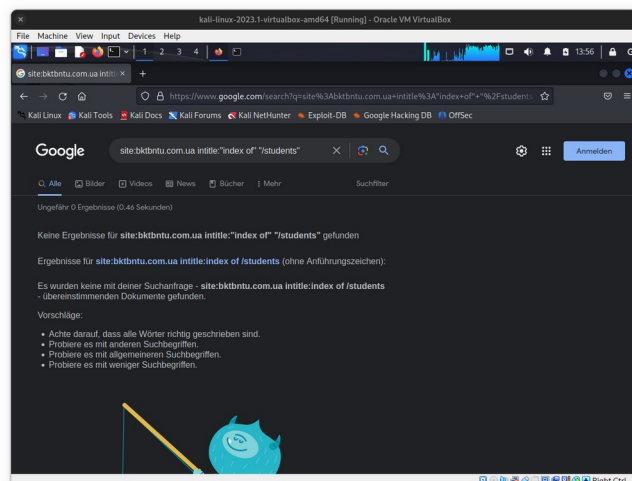 kali-linux-2023.1-virtualbox-amd64 [Running] - Oracle VM VirtualBox
File Machine View Input Devices Help
1 2 3 4
13:56
site:bktbntu.com.ua intitl
https://www.google.com/search?q=site%3Abktbntu.com.ua+intitle%3A"index+of"+"%2Fstudent
Kali Linux Kali Tools Kali Docs Kali Forums Kali NetHunter Exploit-DB Google Hacking DB OffSec
Google
site:bktbntu.com.ua intitle:"index of" "/students"
Anmelden
Alle Bilder Videos News Bücher Mehr Suchfilter
Ungefähr 0 Ergebnisse (0,46 Sekunden)
Keine Ergebnisse für site:bktbntu.com.ua intitle:"index of" "/students" gefunden
Ergebnisse für site:bktbntu.com.ua intitle:index of /students (ohne Anführungszeichen):
Es wurden keine mit deiner Suchanfrage - site:bktbntu.com.ua intitle:index of /students
- übereinstimmenden Dokumente gefunden.
Vorschläge:
• Achte darauf, dass alle Wörter richtig geschrieben sind.
• Probiere es mit anderen Suchbegriffen.
• Probiere es mit allgemeineren Suchbegriffen.
• Probiere es mit weniger Suchbegriffen.
Right Ctrl